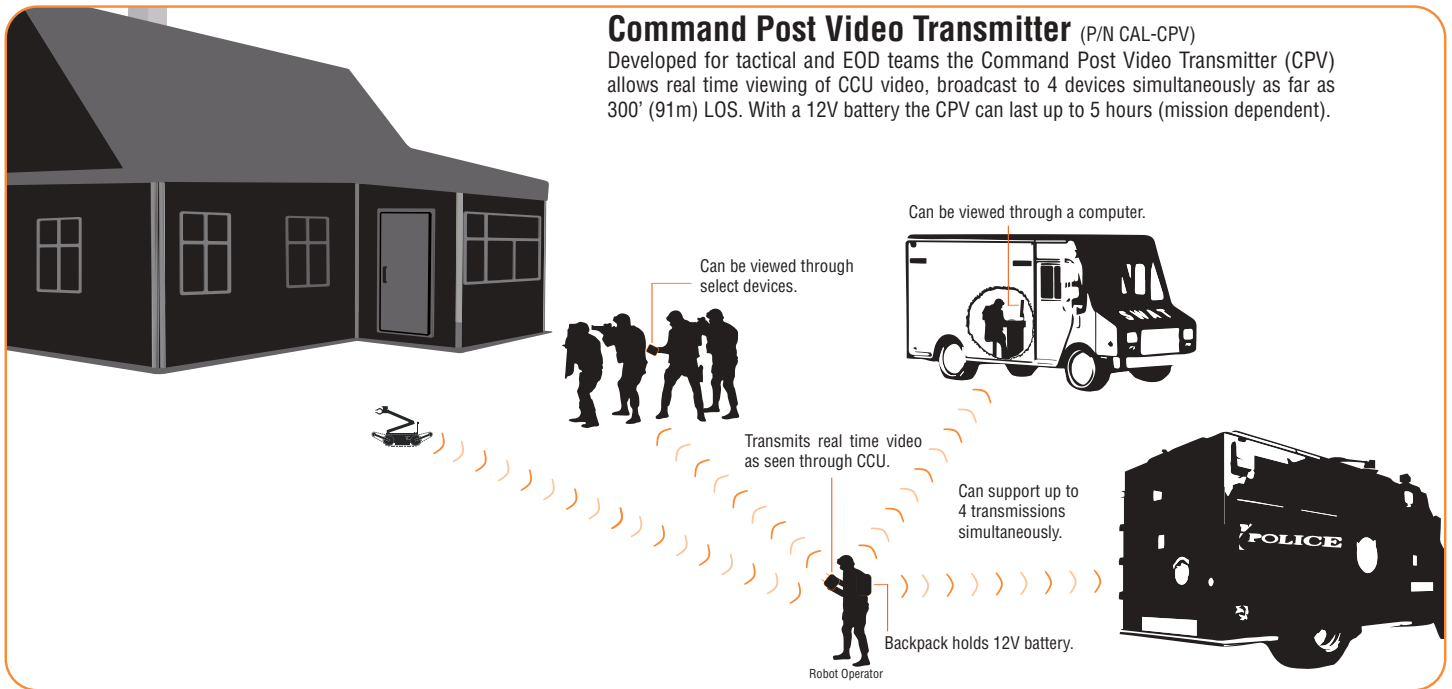 Command Post Video Transmitter (P/N CAL-CPV)
Developed for tactical and EOD teams the Command Post Video Transmitter (CPV)
allows real time viewing of CCU video, broadcast to 4 devices simultaneously as far as
300’ (91m) LOS. With a 12V battery the CPV can last up to 5 hours (mission dependent).
Can be viewed through a computer.
Can be viewed through
select devices.
SWAT
Transmits real time video
as seen through CCU.
Can support up to
4 transmissions
simultaneously.
POLICE
Backpack holds 12V battery.
Robot Operator